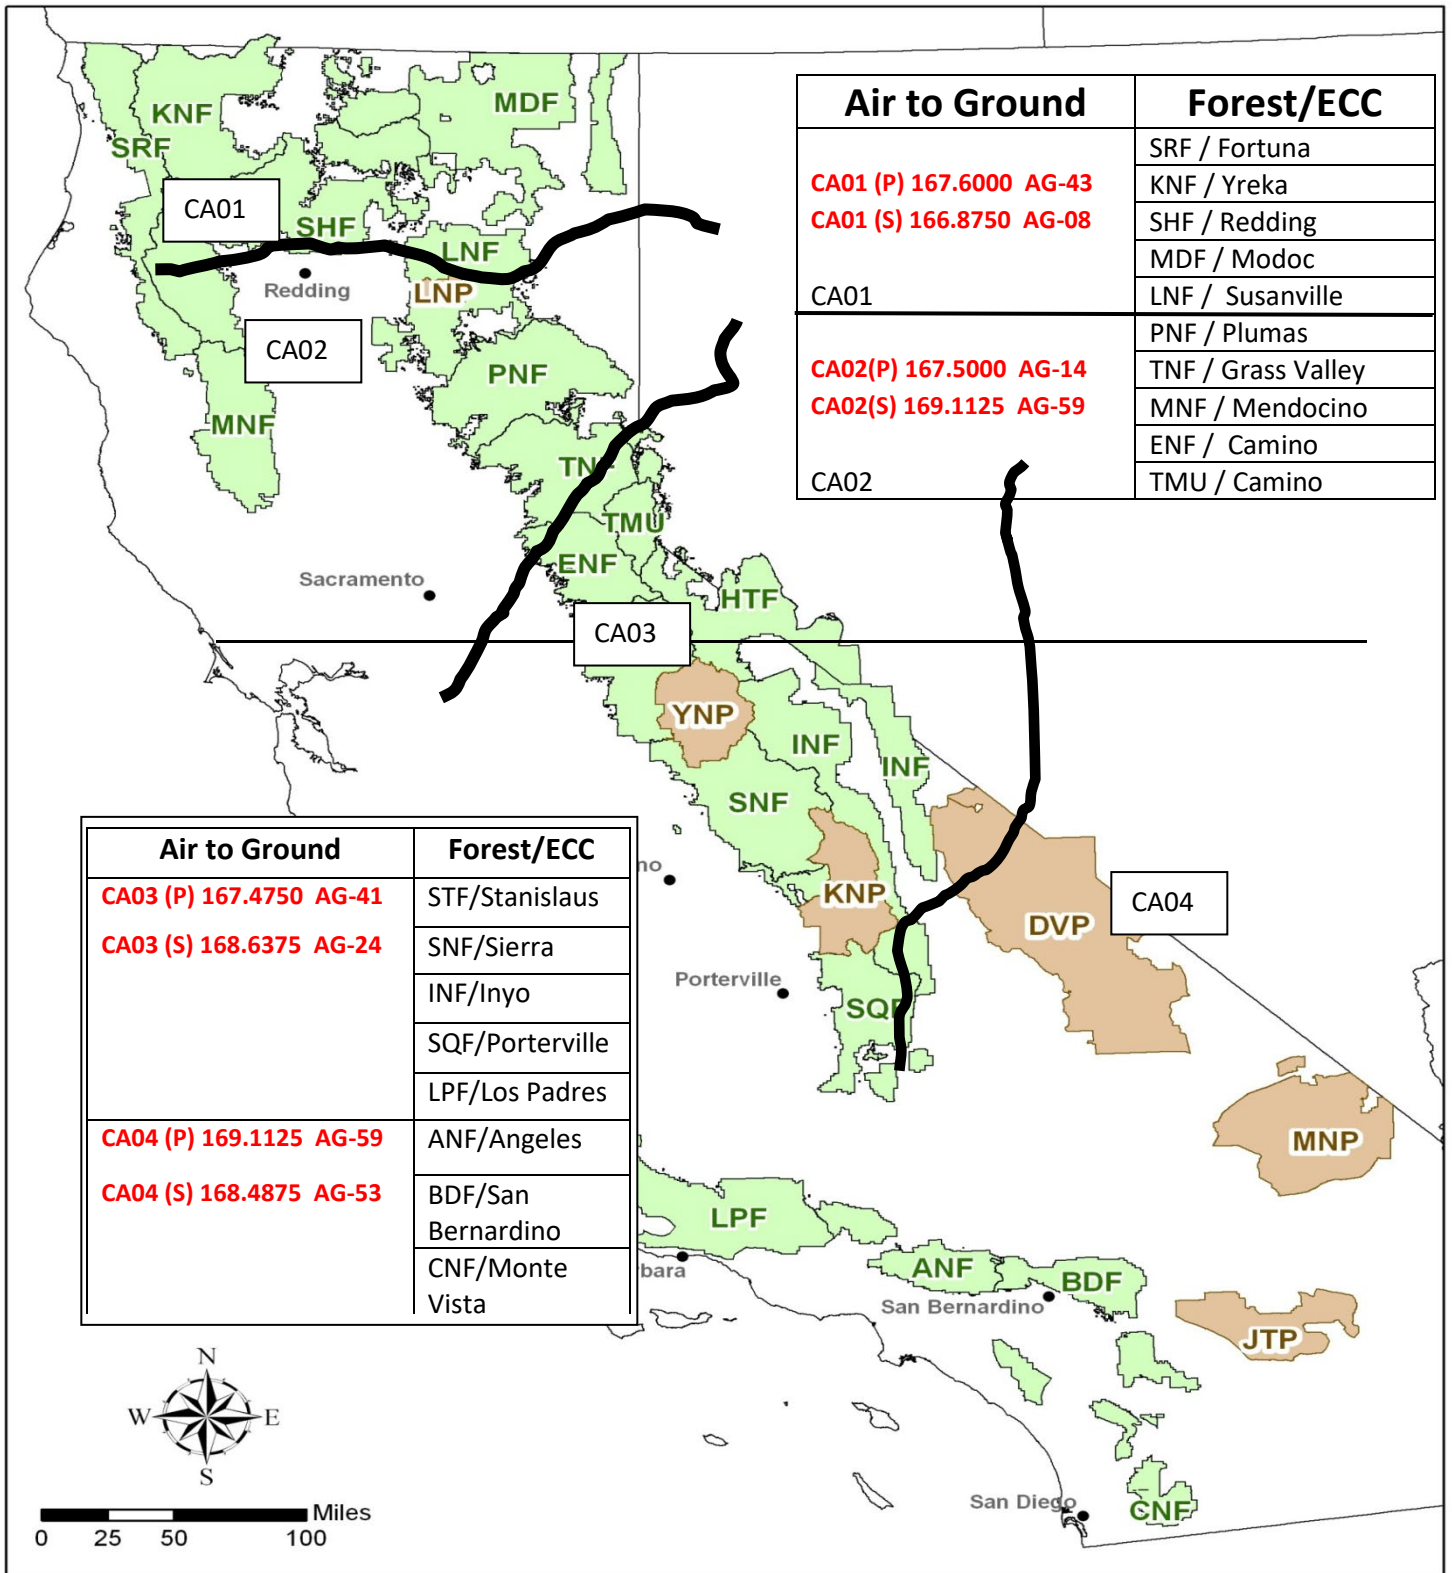 Air to Ground Forest/ECC
SRF / Fortuna
CA01 (P) 167.6000 AG-43 KNF / Yreka
CA01 (S) 166.8750 AG-08 SHF / Redding
MDF / Modoc
CA01 LNF / Susanville
PNF / Plumas
CA02(P) 167.5000 AG-14 TNF / Grass Valley
CA02(S) 169.1125 AG-59 MNF / Mendocino
ENF / Camino
CA02 TMU / Camino
KNF
MDF
SRF
CA01
SHF
LNF
Redding
LNP
CA02
PNF
MNF
TNF
TMU
ENF
Sacramento
HTF
CA03
YNP
INF
INF
SNF
no
KNP
CA04
DVP
Porterville
SQF
MNP
LPF
bara
ANF
BDF
San Bernardino
JTP
San Diego
CNF
Air to Ground Forest/ECC
CA03 (P) 167.4750 AG-41 STF/Stanislaus
CA03 (S) 168.6375 AG-24 SNF/Sierra
INF/Inyo
SQF/Porterville
LPF/Los Padres
CA04 (P) 169.1125 AG-59 ANF/Angeles
CA04 (S) 168.4875 AG-53 BDF/San
Bernardino
CNF/Monte
Vista
N
W E
S
Miles
0 25 50 100